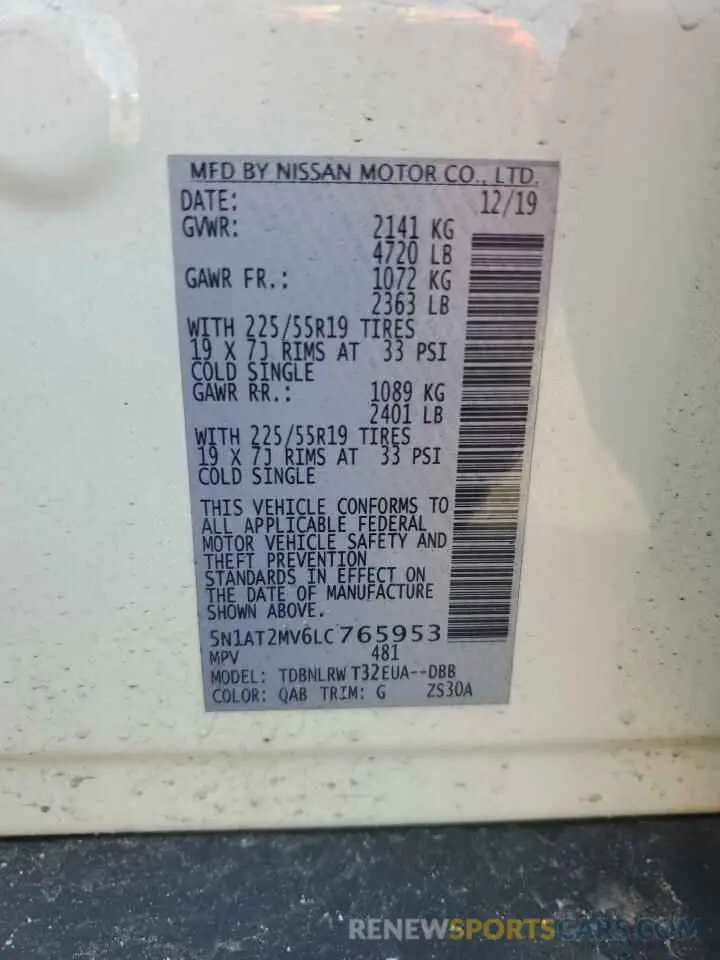 MFD BY NISSAN MOTOR CO., LTD.
DATE: 12/19
GVWR: 2141 KG
4720 LB
GAWR FR.: 1072 KG
2363 LB
WITH 225/55R19 TIRES
19 X 7J RIMS AT 33 PSI
COLD SINGLE
GAWR RR.: 1089 KG
2401 LB
WITH 225/55R19 TIRES
19 X 7J RIMS AT 33 PSI
COLD SINGLE
THIS VEHICLE CONFORMS TO
ALL APPLICABLE FEDERAL
MOTOR VEHICLE SAFETY AND
THEFT PREVENTION
STANDARDS IN EFFECT ON
THE DATE OF MANUFACTURE
SHOWN ABOVE.
5N1AT2MV6LC765953
MPV 481
MODEL: TDBNLRW T32EUA--DBB
COLOR: QAB TRIM: G ZS30A
RENEWSPORTSCARS.COM